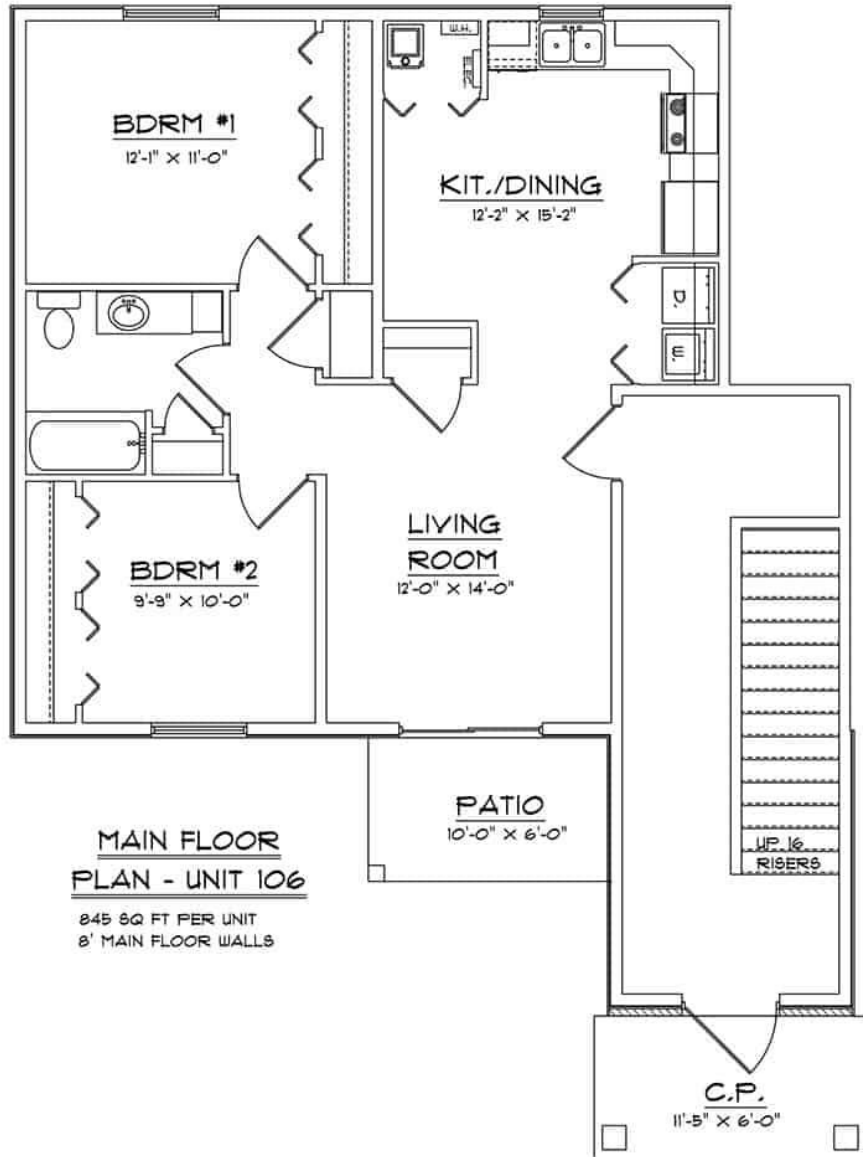 W.H.
BDRM #1
12'-1" X 11'-0"
KIT./DINING
12'-2" X 15'-2"
D.
W.
LIVING
ROOM
12'-0" X 14'-0"
BDRM #2
9'-9" X 10'-0"
PATIO
10'-0" X 6'-0"
UP 16
RISERS
MAIN FLOOR
PLAN - UNIT 106
845 SQ FT PER UNIT
8' MAIN FLOOR WALLS
C.P.
11'-5" X 6'-0"